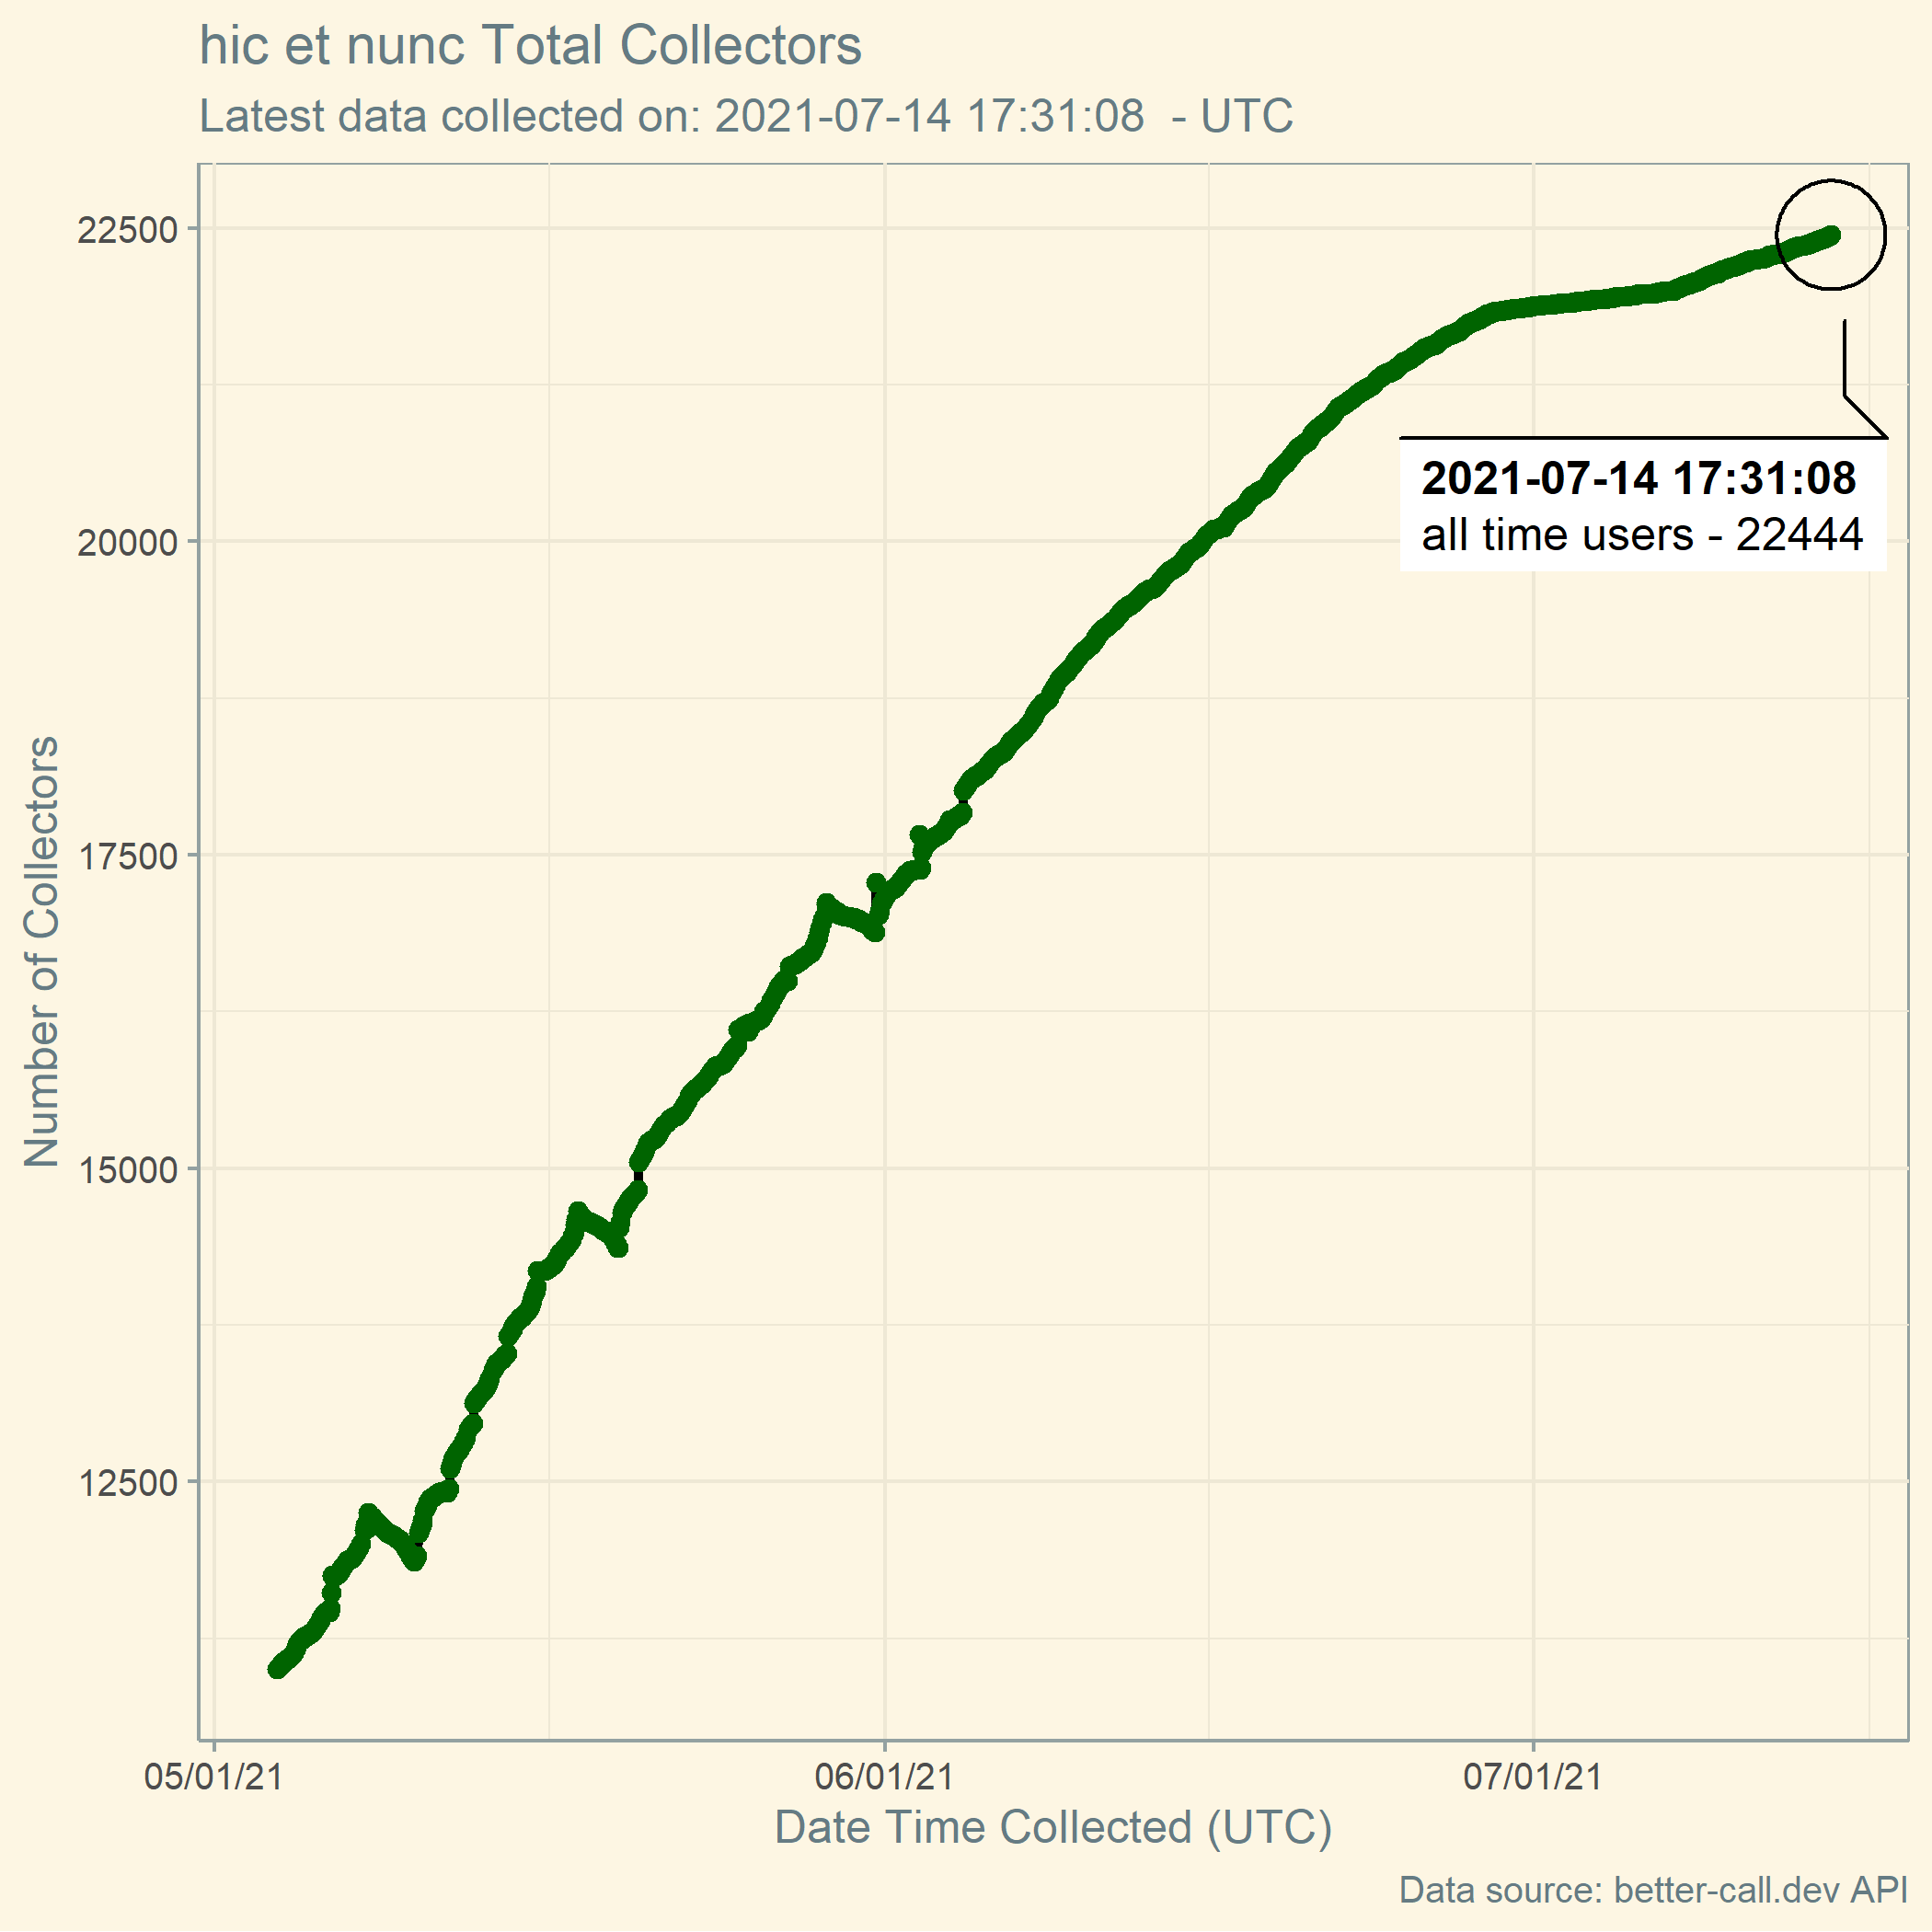 hic et nunc Total Collectors
Latest data collected on: 2021-07-14 17:31:08  - UTC
22500
20000
17500
15000
12500
Number of Collectors
2021-07-14 17:31:08
all time users - 22444
05/01/21
06/01/21
07/01/21
Date Time Collected (UTC)
Data source: better-call.dev API